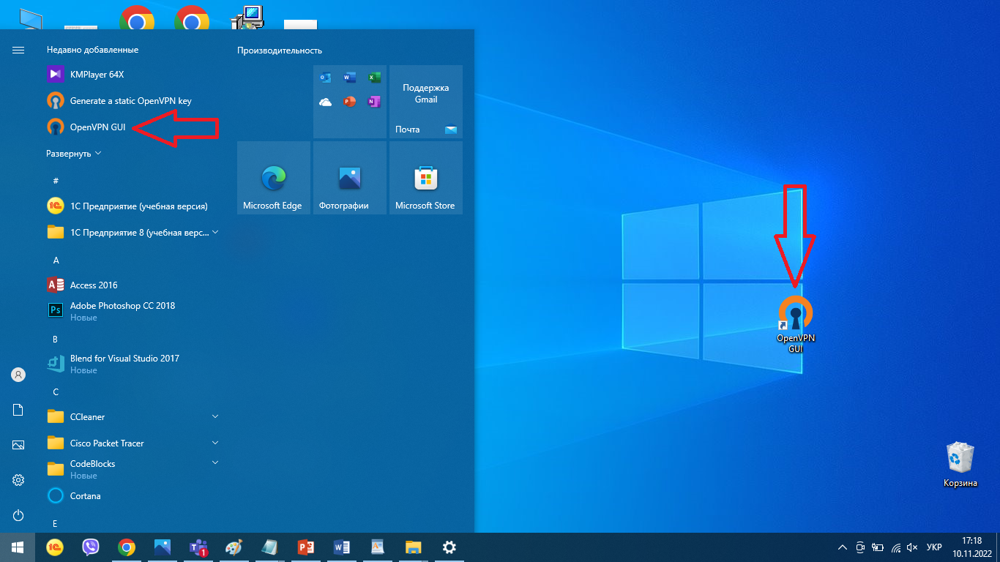 Недавно добавленные
KMPlayer 64X
Generate a static OpenVPN key
OpenVPN GUI
Развернуть
#
1С Предприятие (учебная версия)
1С Предприятие 8 (учебная верс...
A
Access 2016
Adobe Photoshop CC 2018
Новые
B
Blend for Visual Studio 2017
Новые
C
CCleaner
Cisco Packet Tracer
CodeBlocks
Новые
Cortana
E
Производительность
Поддержка
Gmail
Почта
Microsoft Edge
Фотографии
Microsoft Store
OpenVPN
GUI
Корзина
1
УКР
17:18
10.11.2022